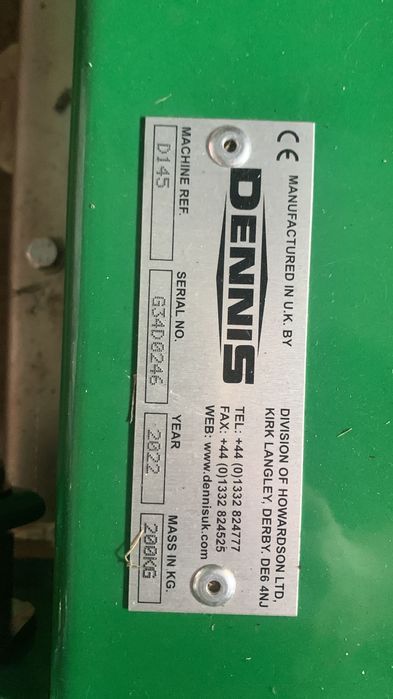 CE MANUFACTURED IN U.K. BY
DENNIS
DIVISION OF HOWARDSON LTD,
KIRK LANGLEY, DERBY. DE6 4NJ
TEL: +44 (0)1332 824777
FAX: +44 (0)1332 824525
WEB: www.dennisuk.com
MACHINE REF. SERIAL NO. YEAR MASS IN KG.
D145 G34D0246 2022 200KG